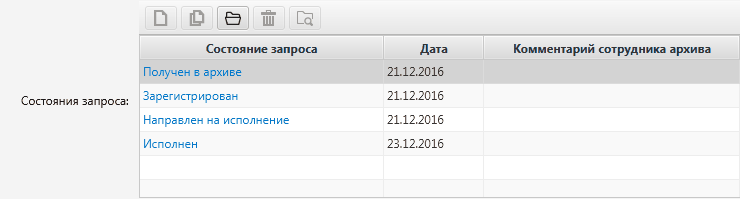 Состояние запроса Дата Комментарий сотрудника архива
Получен в архиве 21.12.2016
Зарегистрирован 21.12.2016
Состояния запроса:
Направлен на исполнение 21.12.2016
Исполнен 23.12.2016